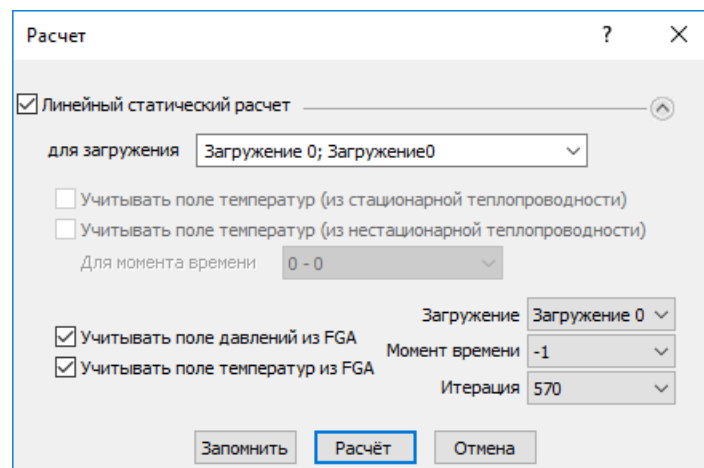 Расчет ?
Линейный статический расчет
для загружения Загружение 0; Загружение0
Учитывать поле температур (из стационарной теплопроводности)
Учитывать поле температур (из нестационарной теплопроводности)
Для момента времени 0 - 0
Загружение Загружение 0
Учитывать поле давлений из FGA
Момент времени -1
Учитывать поле температур из FGA
Итерация 570
Запомнить Расчёт Отмена